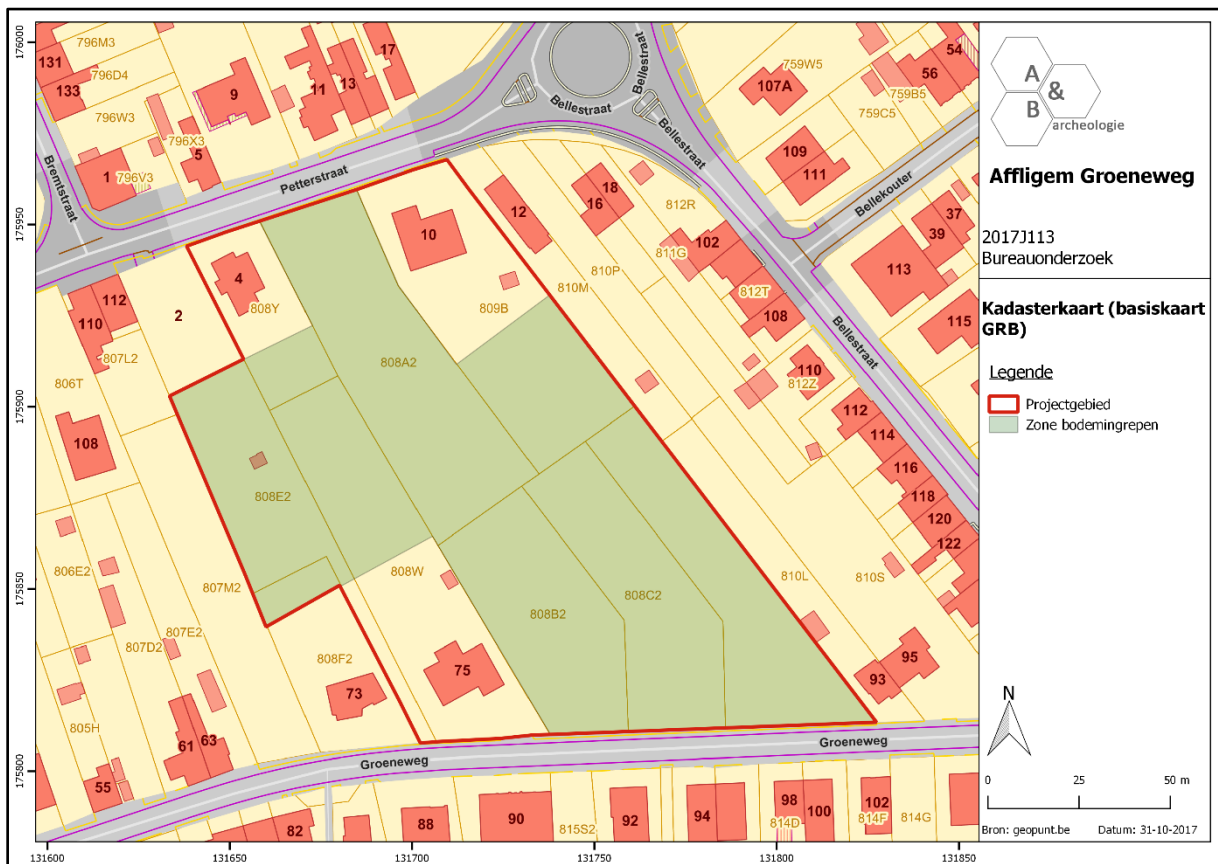 176000
175950
175900
175850
175800
131600
131650
131700
131750
131800
131850
131
133
796M3
796D4
796W3
796X3
796V3
1
5
9
11
13
17
Bremtstraat
Petterstraat
Bellestraat
Bellestraat
Bellestraat
Bellestraat
Bellestraat
Bellekouter
759W5
107A
109
111
759C5
759B5
56
54
37
39
113
115
110
112
2
807L2
806T
108
4
808Y
10
809B
12
810M
810P
16
18
812R
811G
102
812T
108
110
812Z
112
114
116
118
120
122
808A2
808E2
808W
808B2
808C2
810L
810S
806E2
807M2
807D2
807E2
805H
808F2
73
75
93
95
61
63
55
Groeneweg
Groeneweg
82
88
90
815S2
92
94
98
100
814D
102
814F
814G
A
&
B
archeologie
Affligem Groeneweg
2017J113
Bureauonderzoek
Kadasterkaart (basiskaart
GRB)
Legende
Projectgebied
Zone bodemingrepen
N
0 25 50 m
Bron: geopunt.be Datum: 31-10-2017